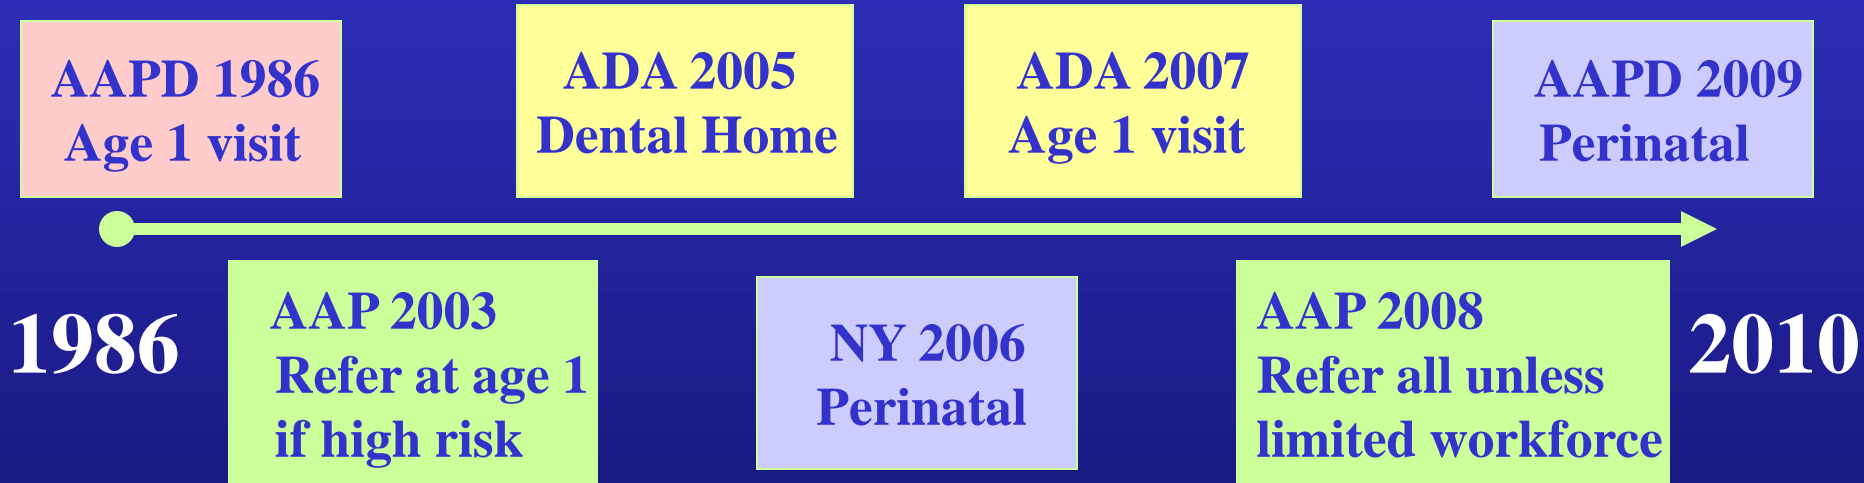 AAPD 1986
Age 1 visit
ADA 2005
Dental Home
ADA 2007
Age 1 visit
AAPD 2009
Perinatal
1986
AAP 2003
Refer at age 1
if high risk
NY 2006
Perinatal
AAP 2008
Refer all unless
limited workforce
2010